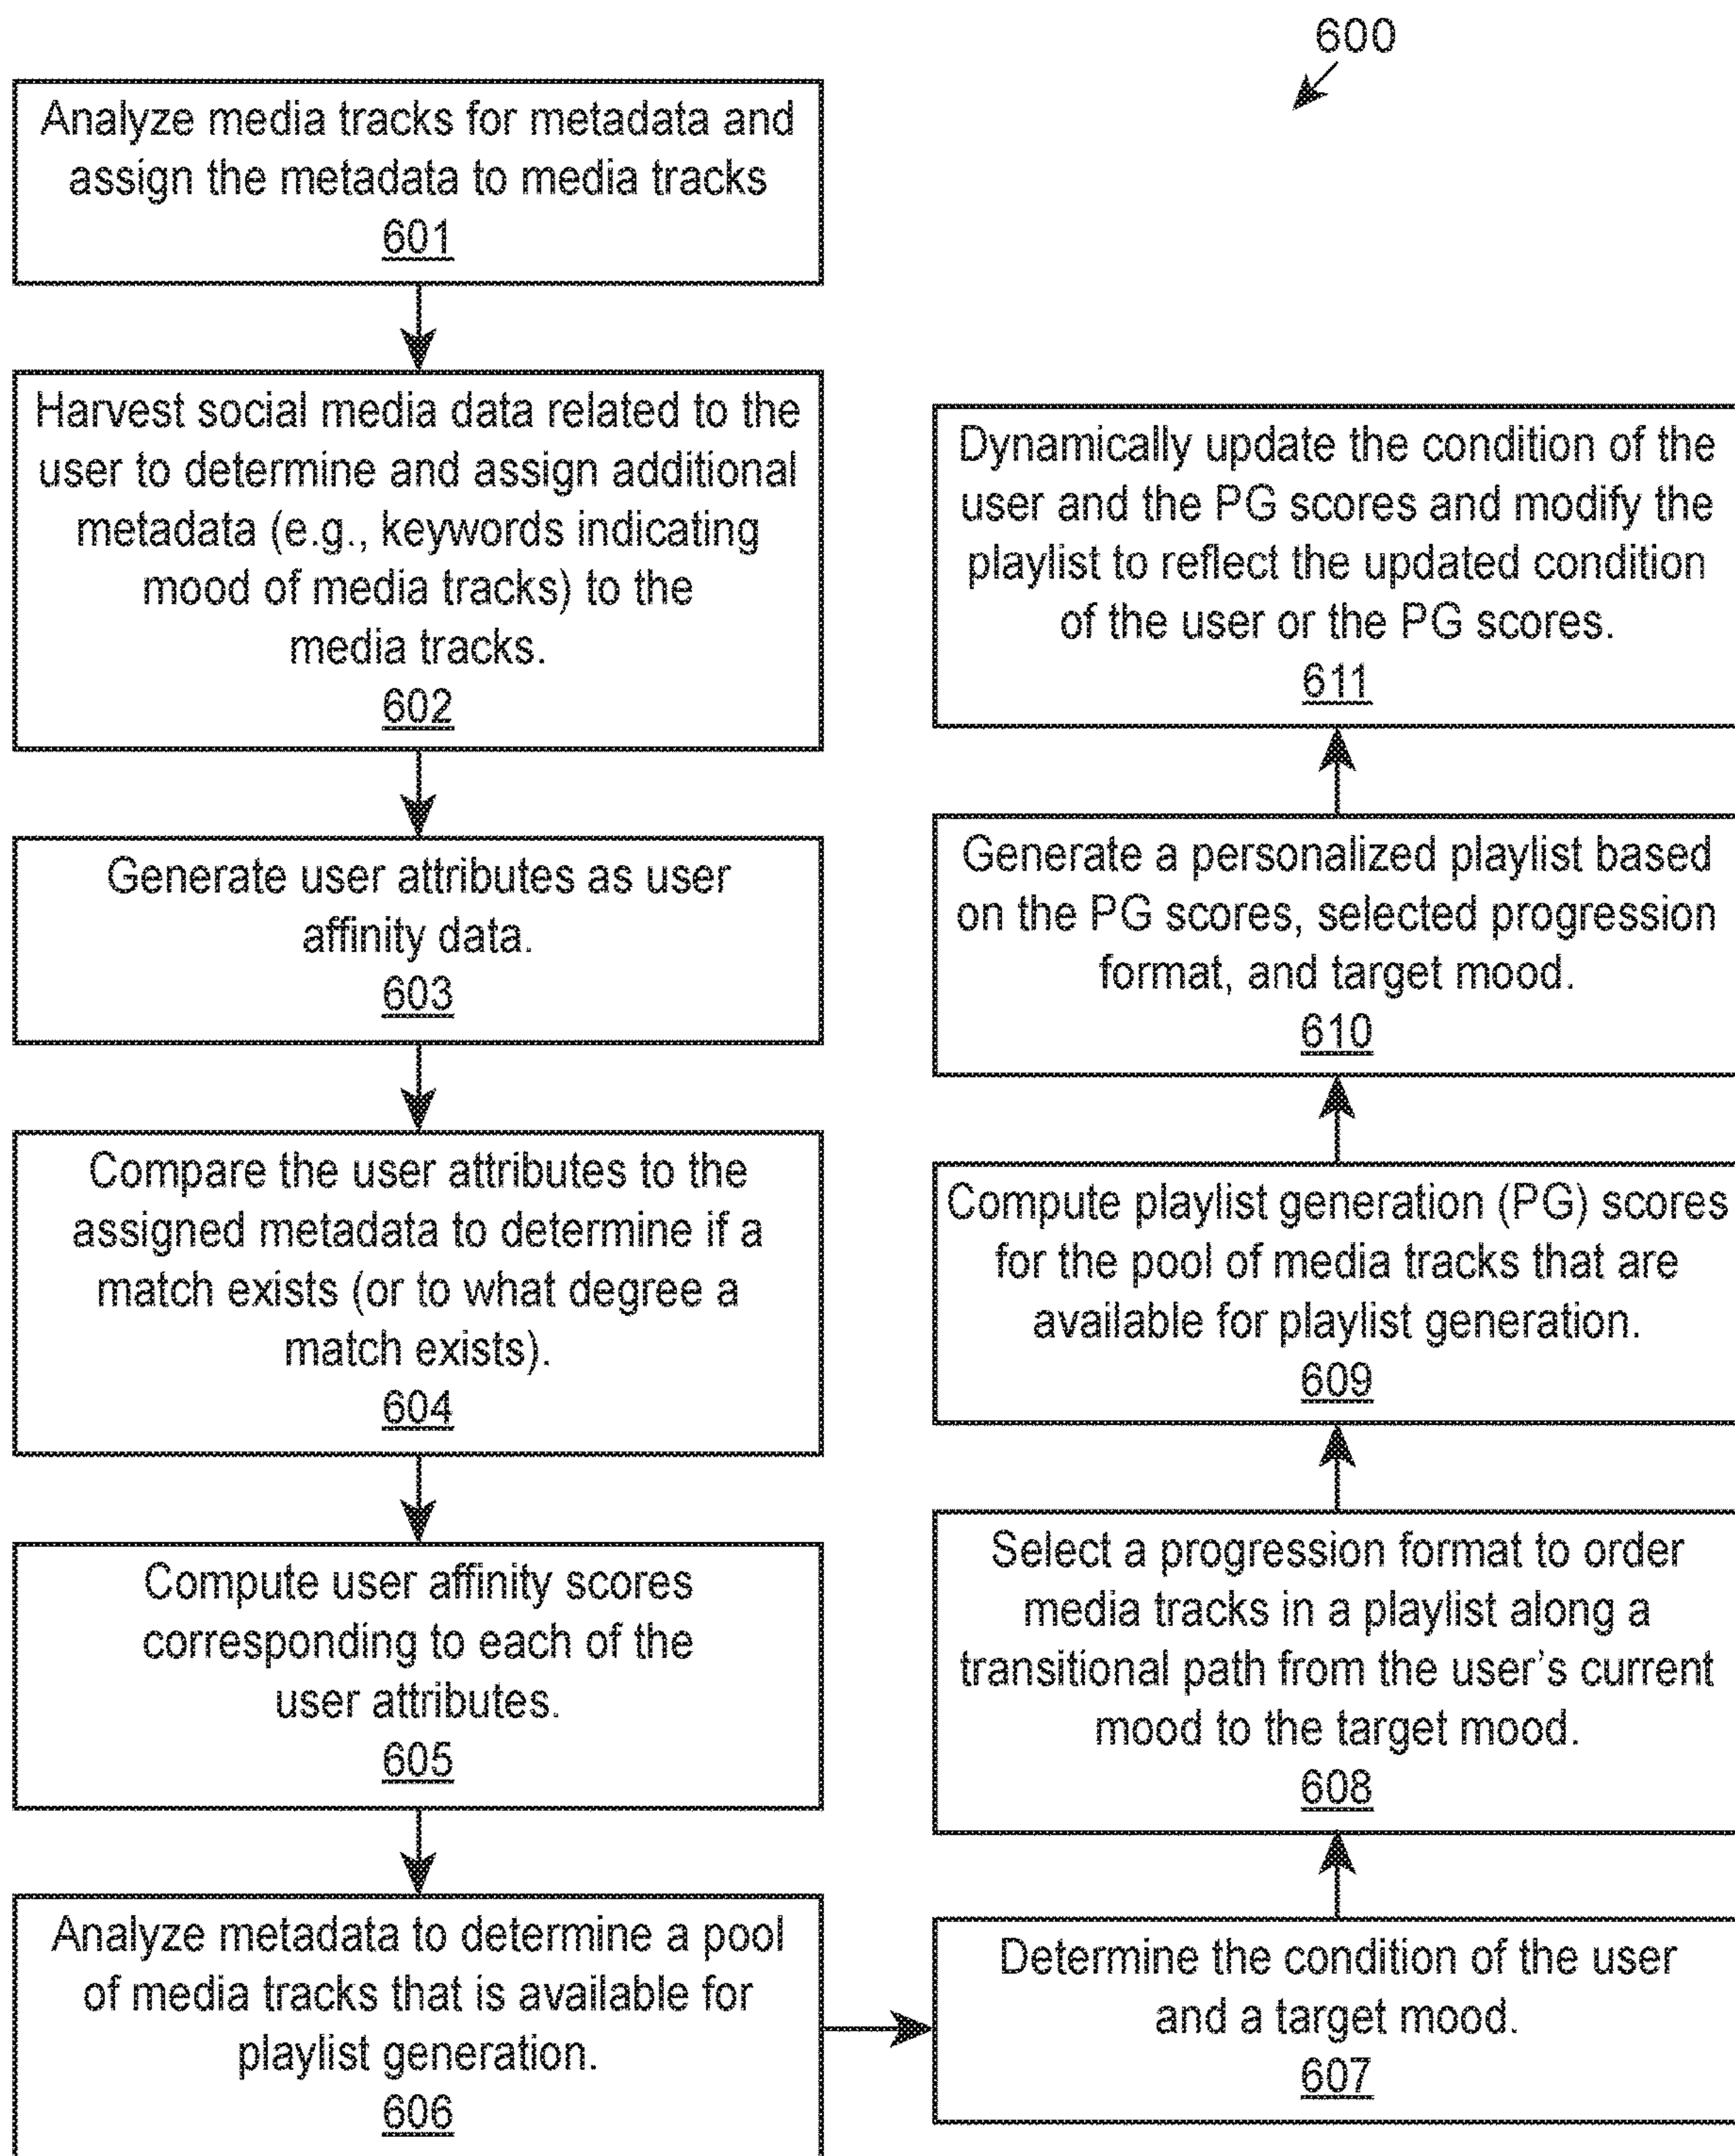 600
Analyze media tracks for metadata and
assign the metadata to media tracks
601
Harvest social media data related to the
user to determine and assign additional
metadata (e.g., keywords indicating
mood of media tracks) to the
media tracks.
602
Generate user attributes as user
affinity data.
603
Compare the user attributes to the
assigned metadata to determine if a
match exists (or to what degree a
match exists).
604
Compute user affinity scores
corresponding to each of the
user attributes.
605
Analyze metadata to determine a pool
of media tracks that is available for
playlist generation.
606
Determine the condition of the user
and a target mood.
607
Select a progression format to order
media tracks in a playlist along a
transitional path from the user's current
mood to the target mood.
608
Compute playlist generation (PG) scores
for the pool of media tracks that are
available for playlist generation.
609
Generate a personalized playlist based
on the PG scores, selected progression
format, and target mood.
610
Dynamically update the condition of the
user and the PG scores and modify the
playlist to reflect the updated condition
of the user or the PG scores.
611